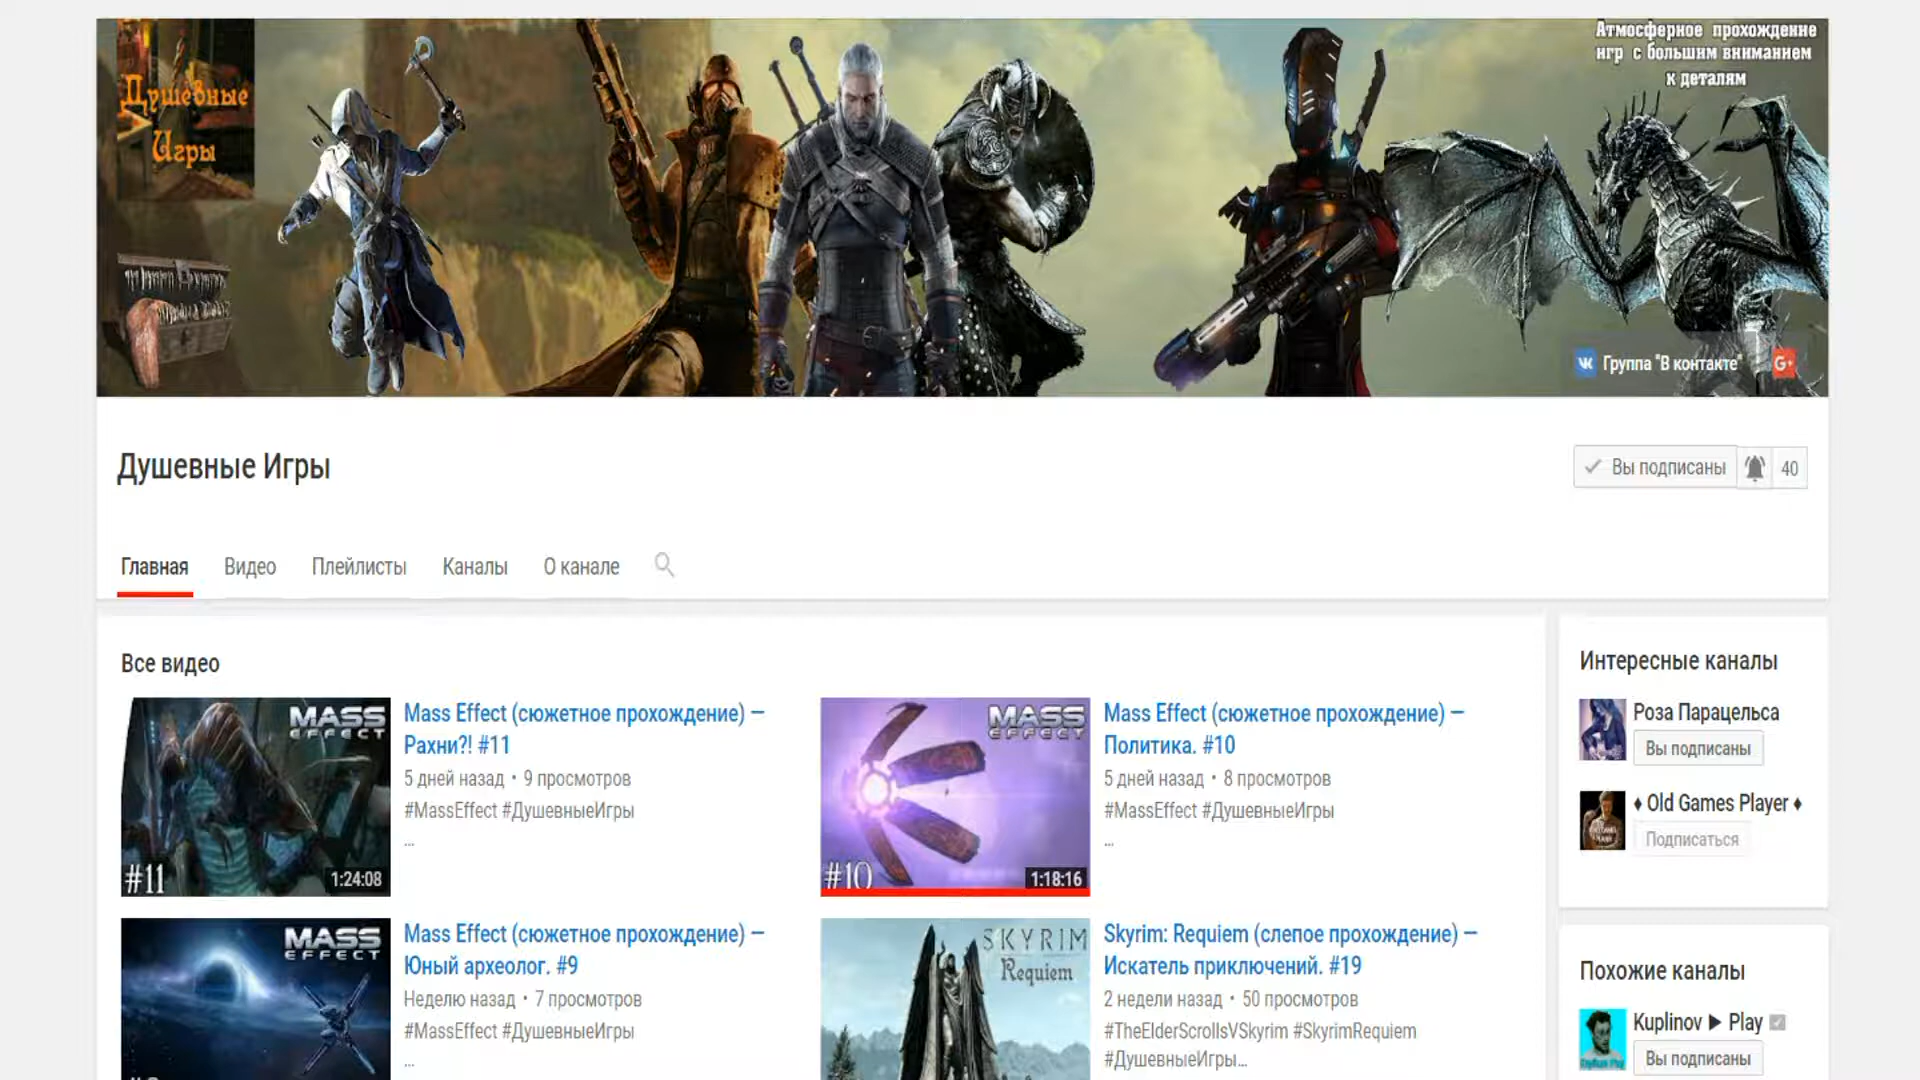 Душевные
Игры
Атмосферное прохождение
игр с большим вниманием
к деталям
Группа "В контакте"
G+
Душевные Игры
Вы подписаны
40
Главная
Видео
Плейлисты
Каналы
О канале
Все видео
MASS
EFFECT
#11
1:24:08
Mass Effect (сюжетное прохождение) —
Рахни?! #11
5 дней назад • 9 просмотров
#MassEffect #ДушевныеИгры
...
MASS
EFFECT
#10
1:18:16
Mass Effect (сюжетное прохождение) —
Политика. #10
5 дней назад • 8 просмотров
#MassEffect #ДушевныеИгры
...
MASS
EFFECT
Mass Effect (сюжетное прохождение) —
Юный археолог. #9
Неделю назад • 7 просмотров
#MassEffect #ДушевныеИгры
...
SKYRIM
Requiem
Skyrim: Requiem (слепое прохождение) —
Искатель приключений. #19
2 недели назад • 50 просмотров
#TheElderScrollsVSkyrim #SkyrimRequiem
#ДушевныеИгры...
Интересные каналы
Роза Парацельса
Вы подписаны
♦ Old Games Player ♦
Подписаться
Похожие каналы
Kuplinov ► Play
Вы подписаны